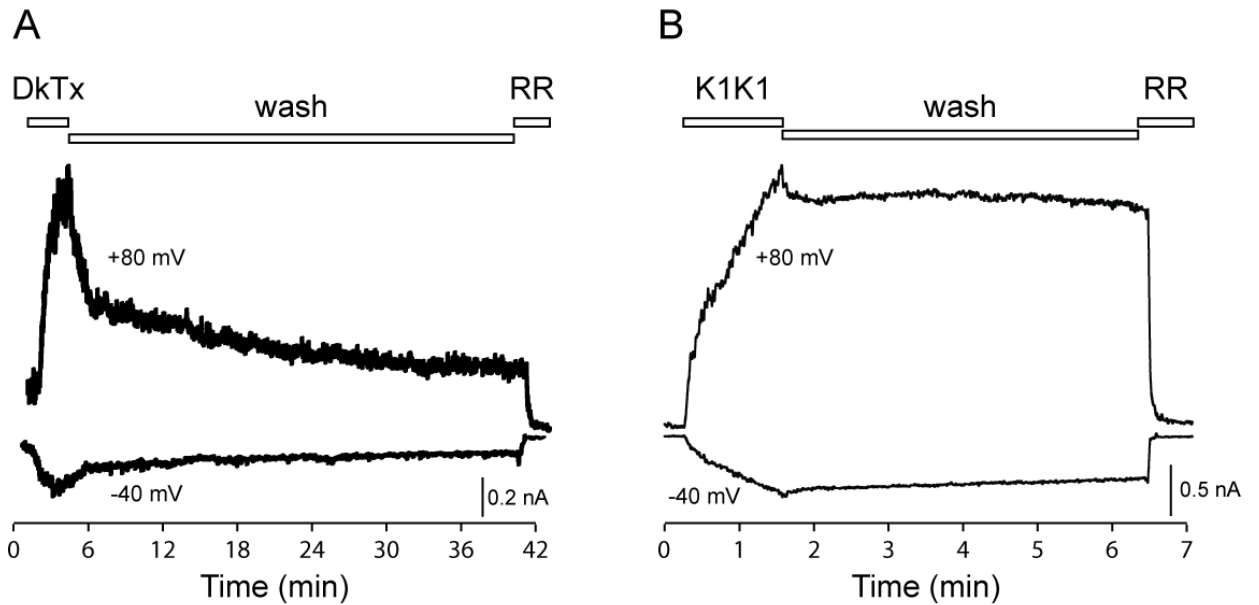 A
DkTx
wash
RR
+80 mV
-40 mV
0.2 nA
0 6 12 18 24 30 36 42
Time (min)
B
K1K1
wash
RR
+80 mV
-40 mV
0.5 nA
0 1 2 3 4 5 6 7
Time (min)